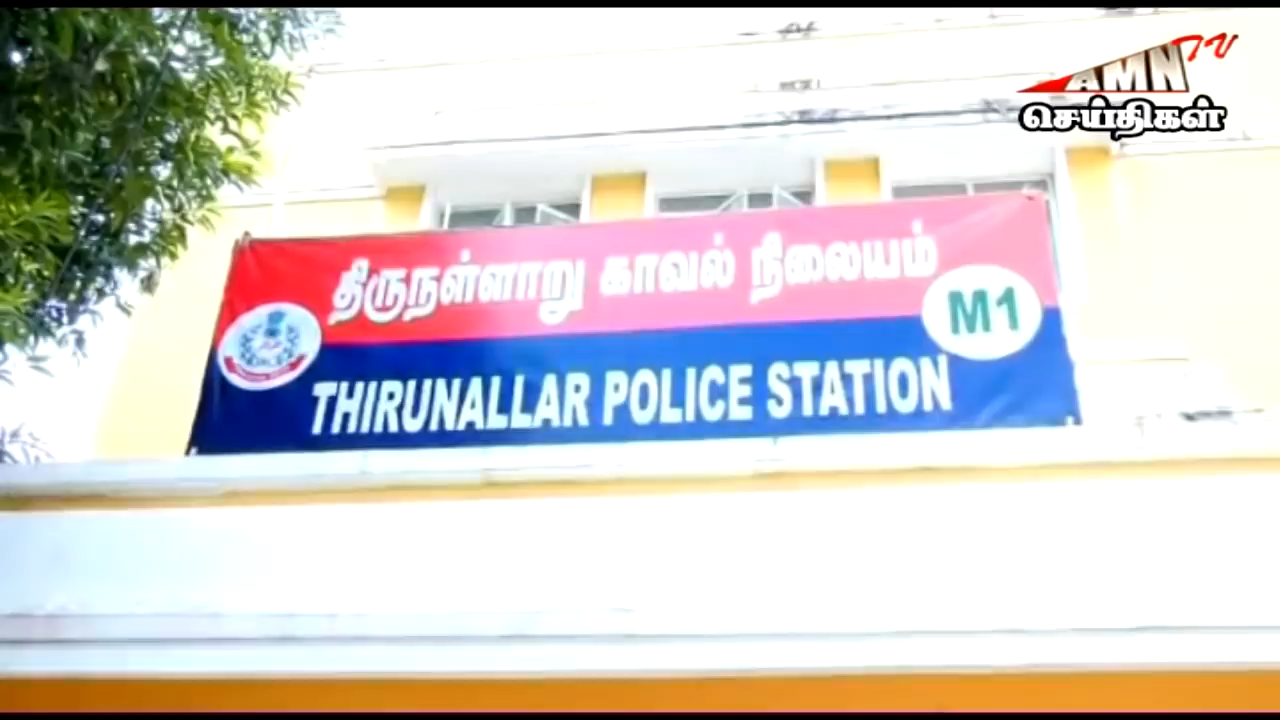 AMN TV
செய்திகள்
திருநள்ளாறு காவல் நிலையம்
M1
THIRUNALLAR POLICE STATION